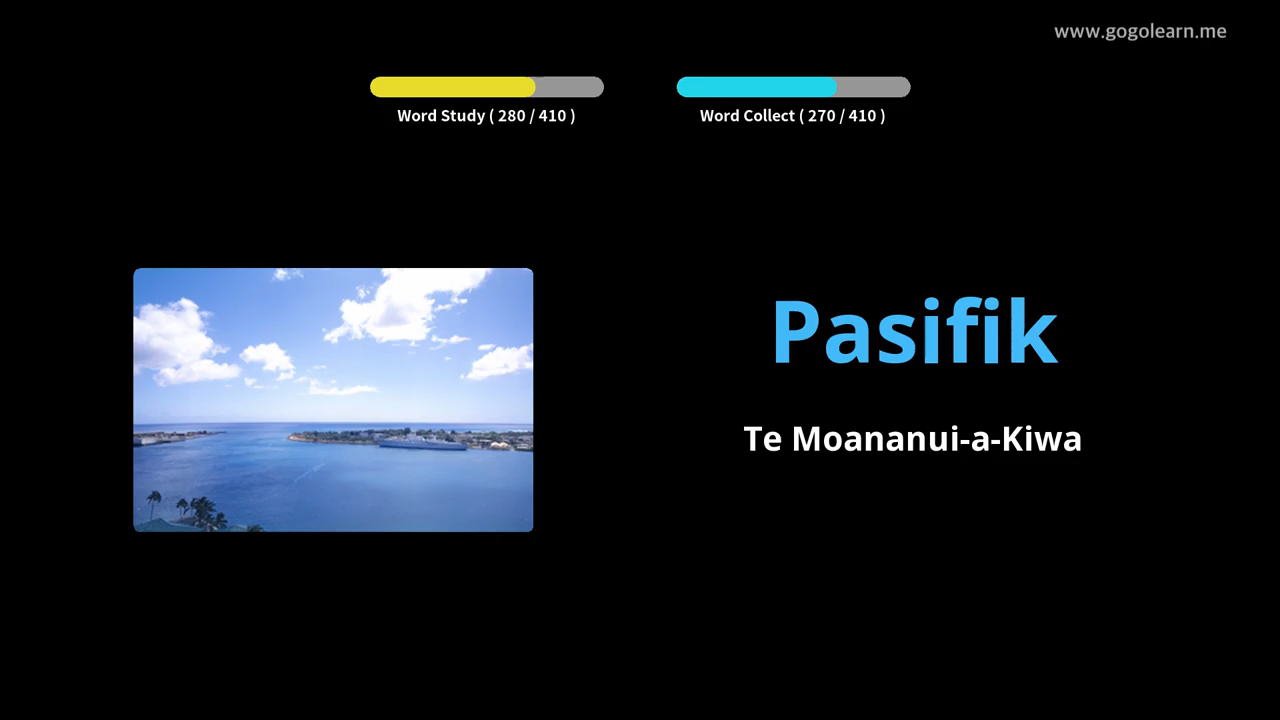 www.gogolearn.me
Word Study ( 280 / 410 )
Word Collect ( 270 / 410 )
Pasifik
Te Moananui-a-Kiwa